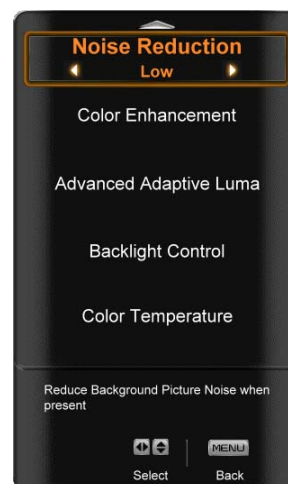 Noise Reduction
Low
Color Enhancement
Advanced Adaptive Luma
Backlight Control
Color Temperature
Reduce Background Picture Noise when
present
MENU
Select Back